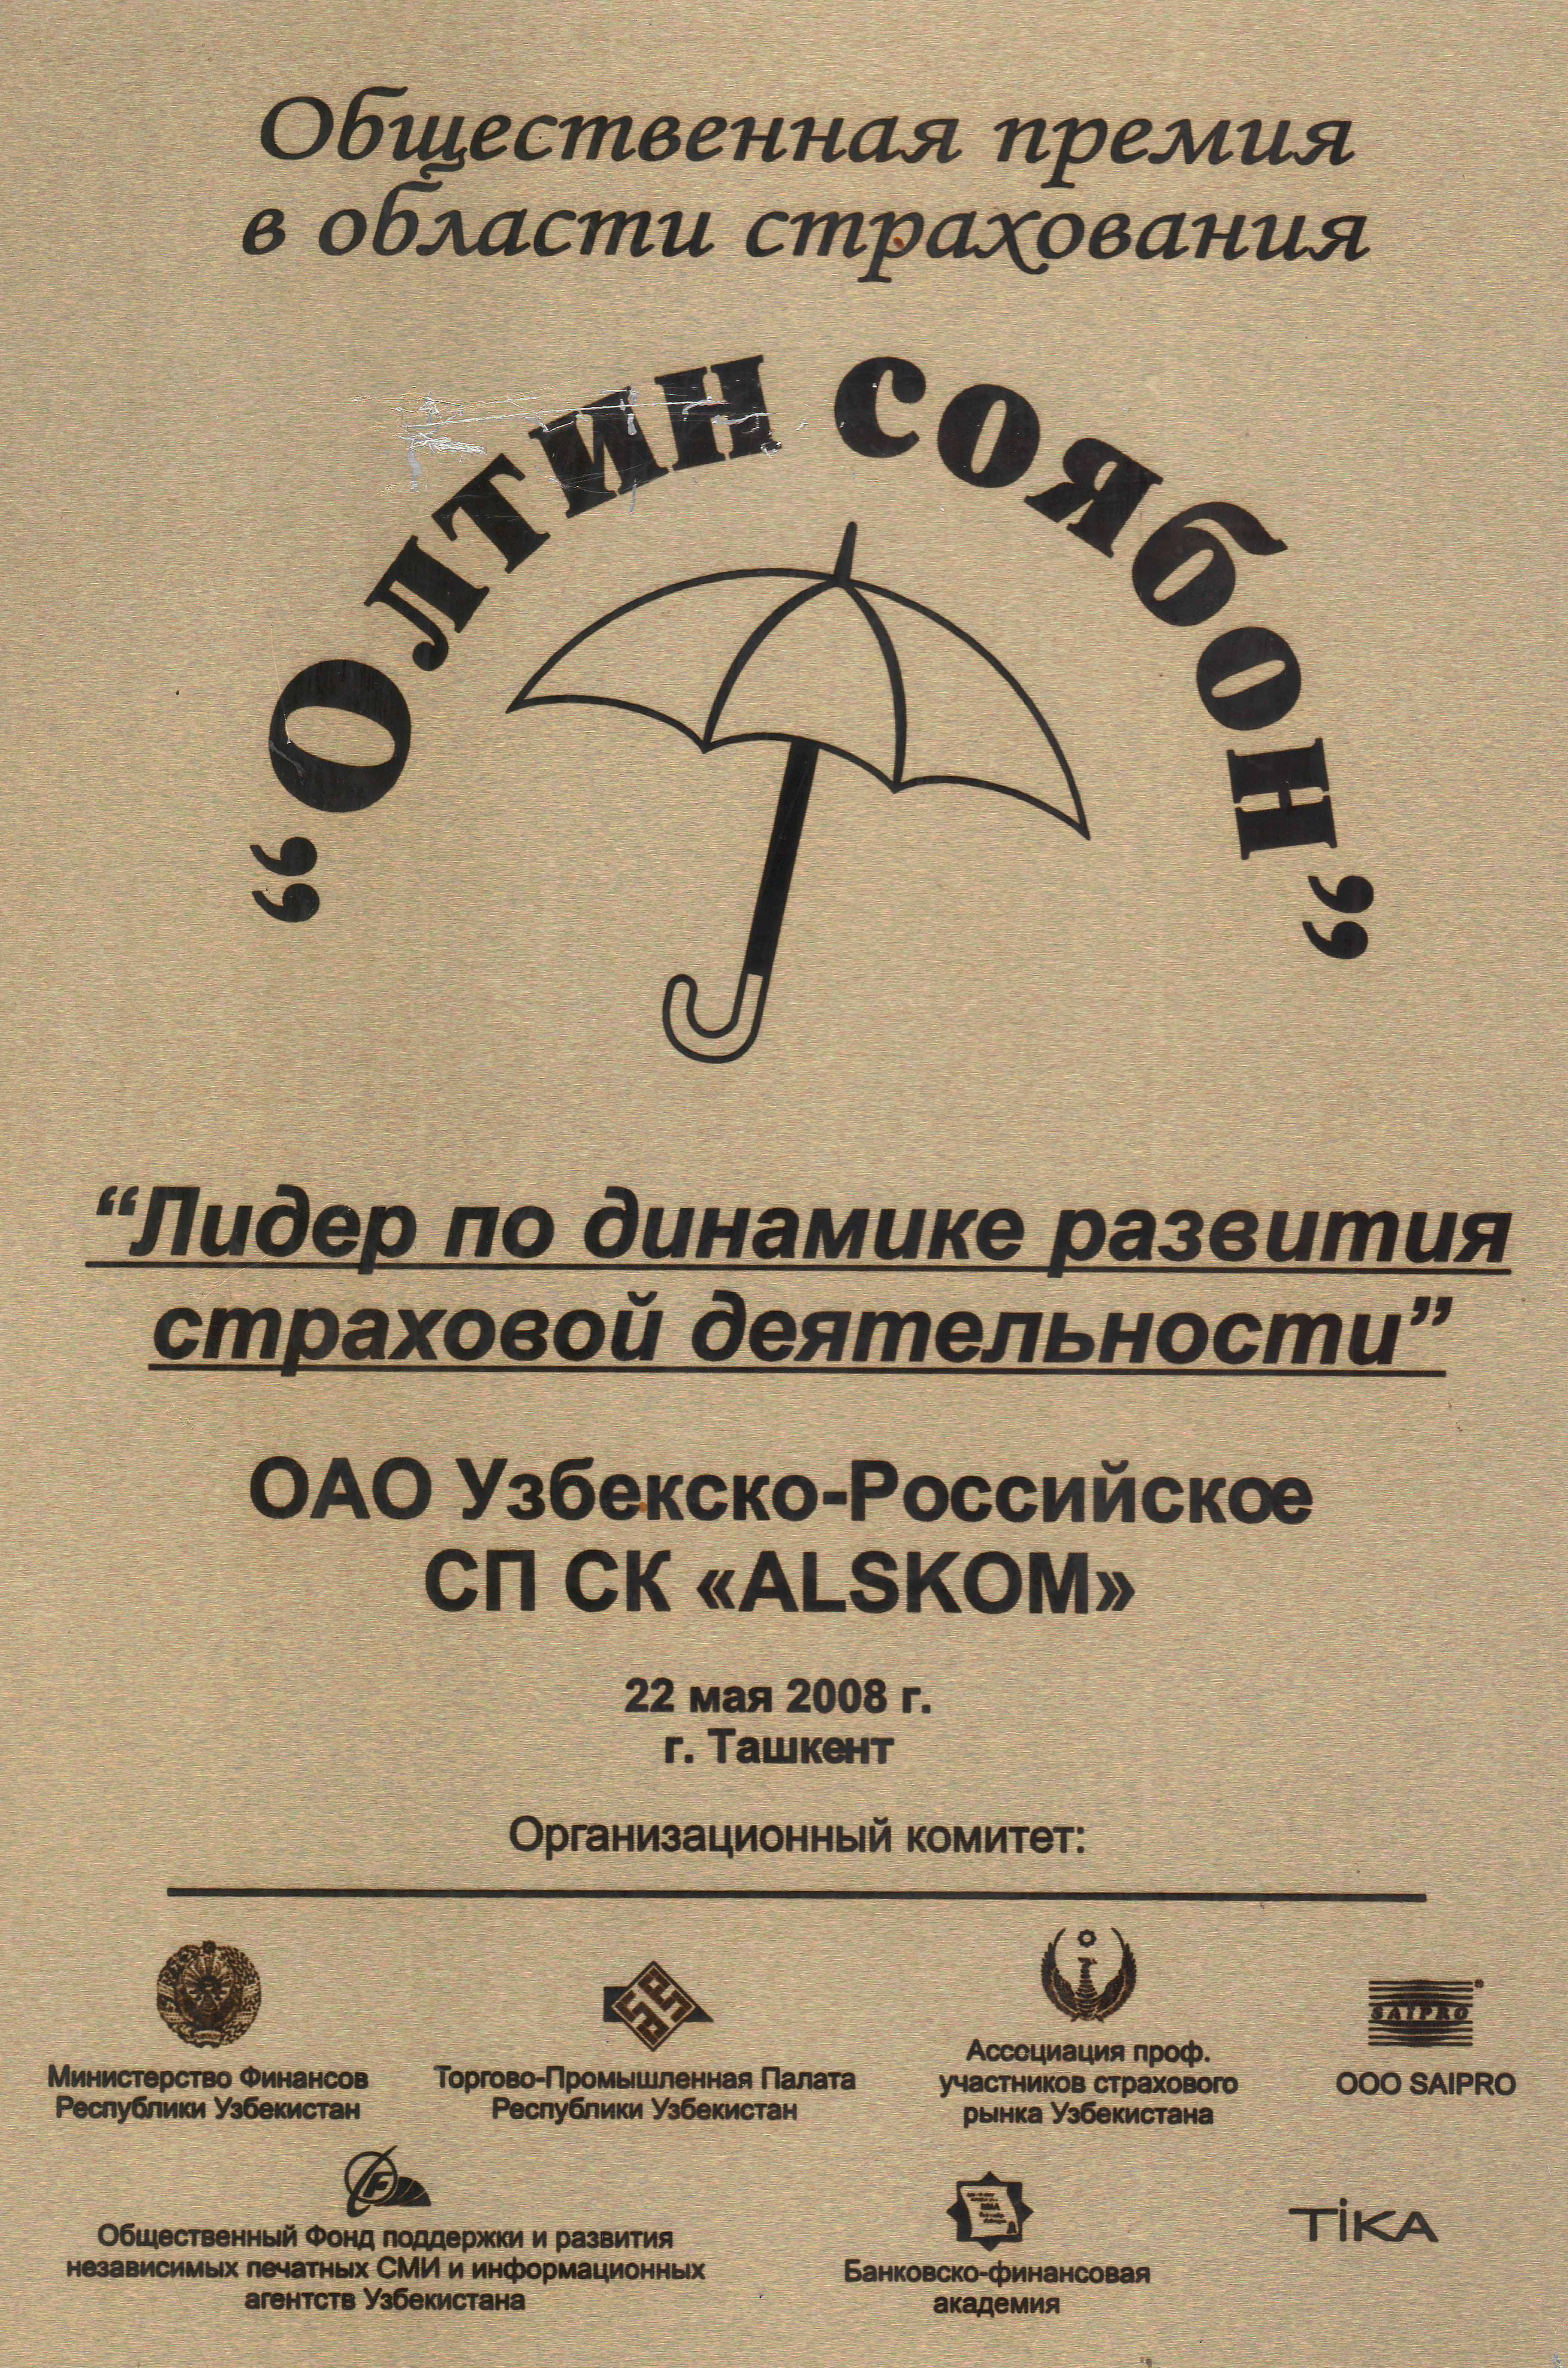 Общественная премия
в области страхования
“Олтин соябон”
“Лидер по динамике развития
страховой деятельности”
ОАО Узбекско-Российское
СП СК «ALSKOM»
22 мая 2008 г.
г. Ташкент
Организационный комитет:
Министерство Финансов
Республики Узбекистан
Торгово-Промышленная Палата
Республики Узбекистан
Ассоциация проф.
участников страхового
рынка Узбекистана
SAIPRO
ООО SAIPRO
Общественный Фонд поддержки и развития
независимых печатных СМИ и информационных
агентств Узбекистана
Банковско-финансовая
академия
TİKA